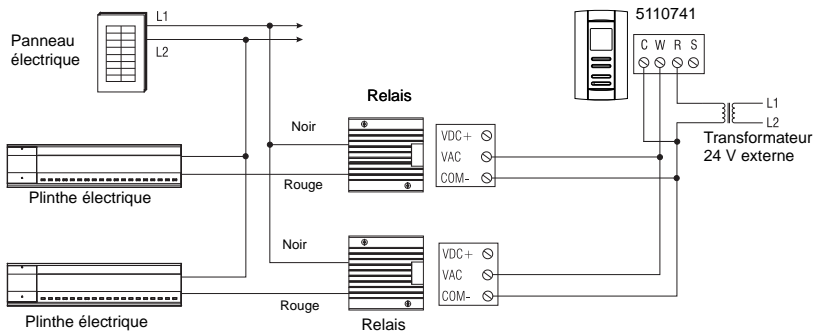 L1
L2
Panneau
électrique
5110741
C W R S
L1
L2
Transformateur
24 V externe
Relais
Noir
Rouge
VDC+
VAC
COM-
Plinthe électrique
Noir
Rouge
VDC+
VAC
COM-
Plinthe électrique
Relais